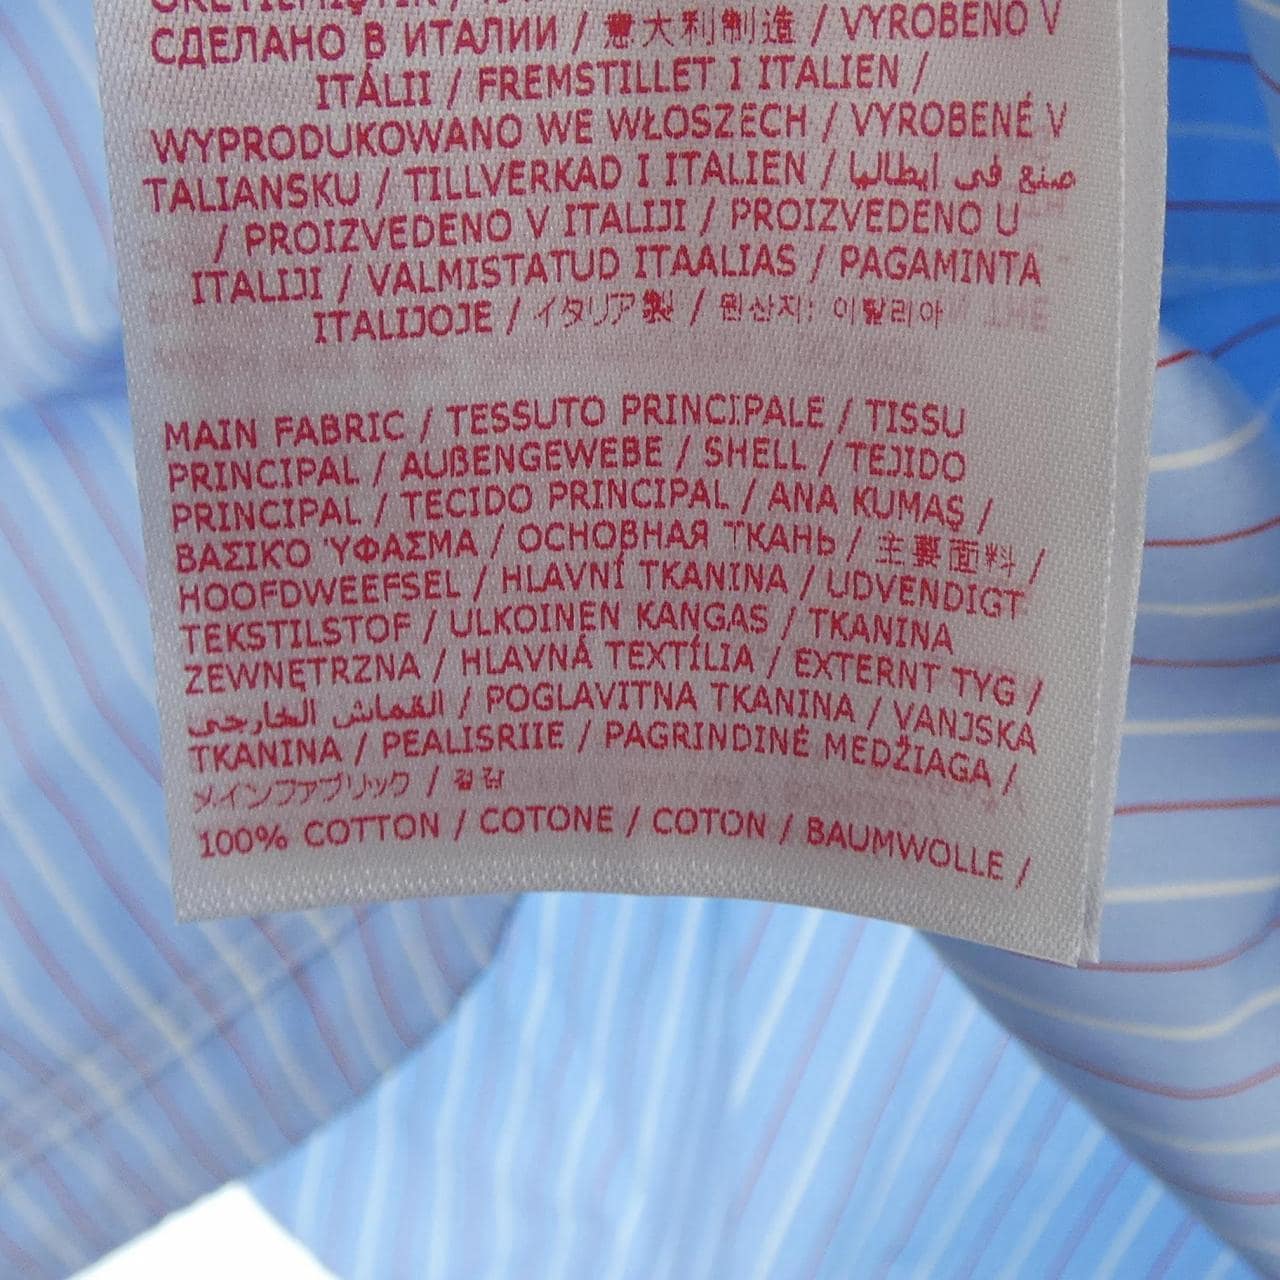 СДЕЛАНО В ИТАЛИИ / 意大利制造 / VYROBENO V
ITÁLII / FREMSTILLET I ITALIEN /
WYPRODUKOWANO WE WŁOSZECH / VYROBENÉ V
TALIANSKU / TILLVERKAD I ITALIEN / صنع في إيطاليا
/ PROIZVEDENO V ITALIJI / PROIZVEDENO U
ITALIJI / VALMISTATUD ITAALIAS / PAGAMINTA
ITALIJOJE / イタリア製 / 원산지: 이탈리아
MAIN FABRIC / TESSUTO PRINCIPALE / TISSU
PRINCIPAL / AUßENGEWEBE / SHELL / TEJIDO
PRINCIPAL / TECIDO PRINCIPAL / ANA KUMAŞ /
ΒΑΣΙΚΟ ΎΦΑΣΜΑ / ОСНОВНАЯ ТКАНЬ / 主要面料 /
HOOFDWEEFSEL / HLAVNÍ TKANINA / UDVENDIGT
TEKSTILSTOF / ULKOINEN KANGAS / TKANINA
ZEWNĘTRZNA / HLAVNÁ TEXTÍLIA / EXTERNT TYG /
القماش الخارجي / POGLAVITNA TKANINA / VANJSKA
TKANINA / PEALISRIIE / PAGRINDINĖ MEDŽIAGA /
メインファブリック / 겉감
100% COTTON / COTONE / COTON / BAUMWOLLE /